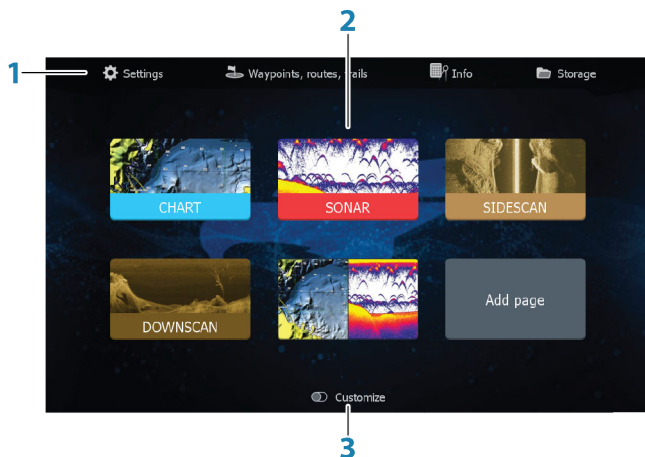 2
1
Settings
Waypoints, routes, trails
Info
Storage
CHART
SONAR
SIDESCAN
DOWNSCAN
Add page
Customize
3